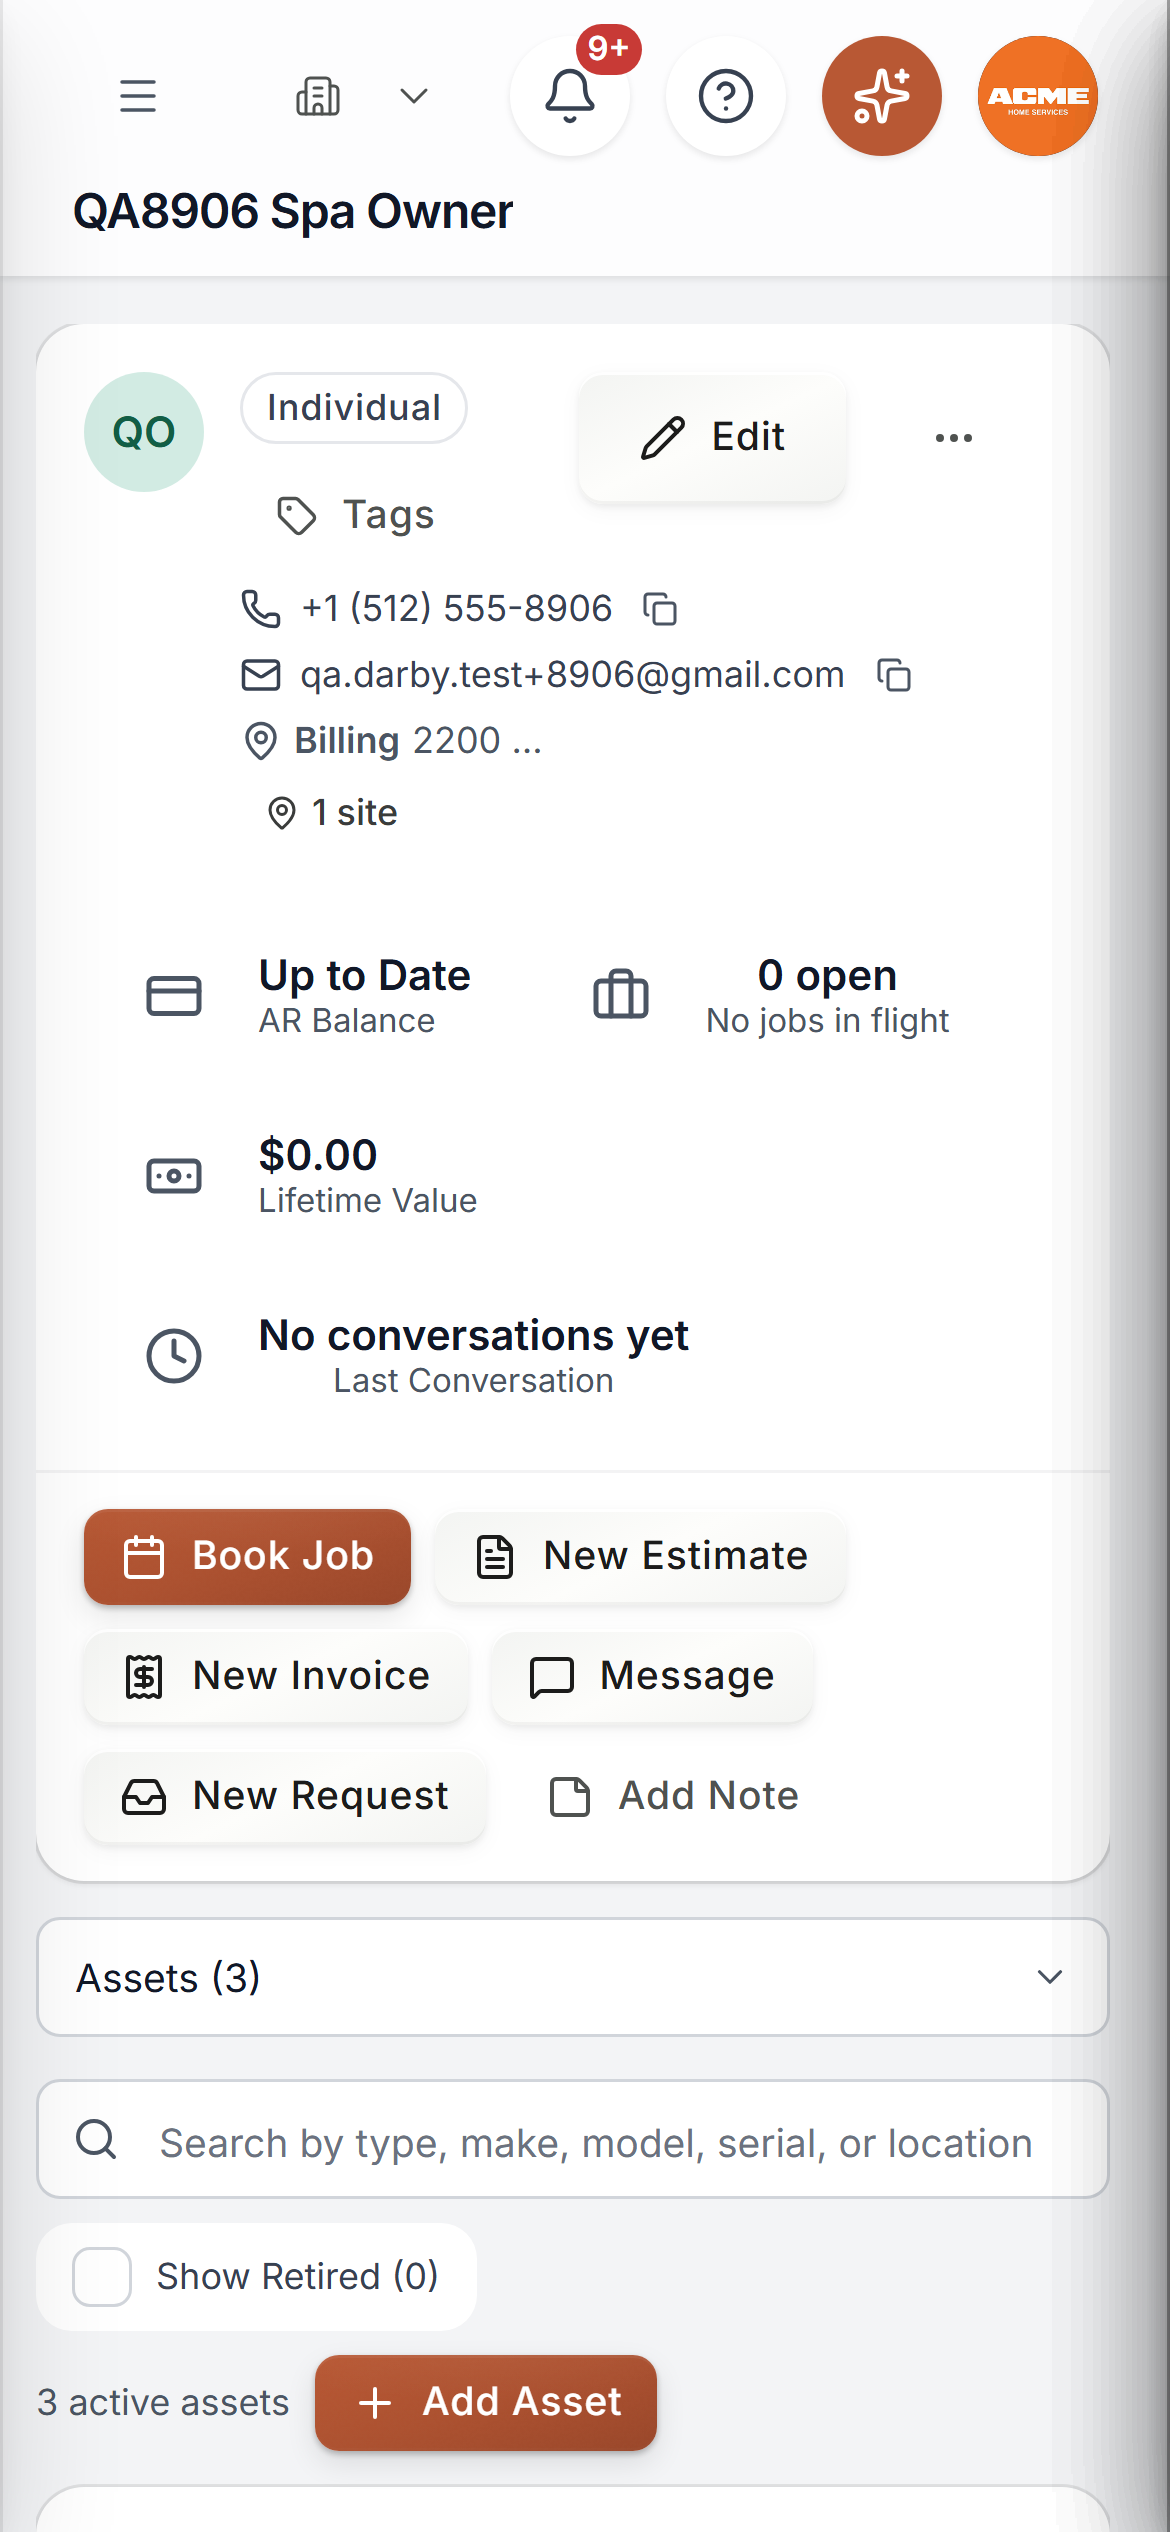 9+
ACME
HOME SERVICES
QA8906 Spa Owner
QO
Individual
Edit
Tags
+1 (512) 555-8906
qa.darby.test+8906@gmail.com
Billing 2200 ...
1 site
Up to Date
AR Balance
0 open
No jobs in flight
$0.00
Lifetime Value
No conversations yet
Last Conversation
Book Job
New Estimate
New Invoice
Message
New Request
Add Note
Assets (3)
Search by type, make, model, serial, or location
Show Retired (0)
3 active assets
Add Asset